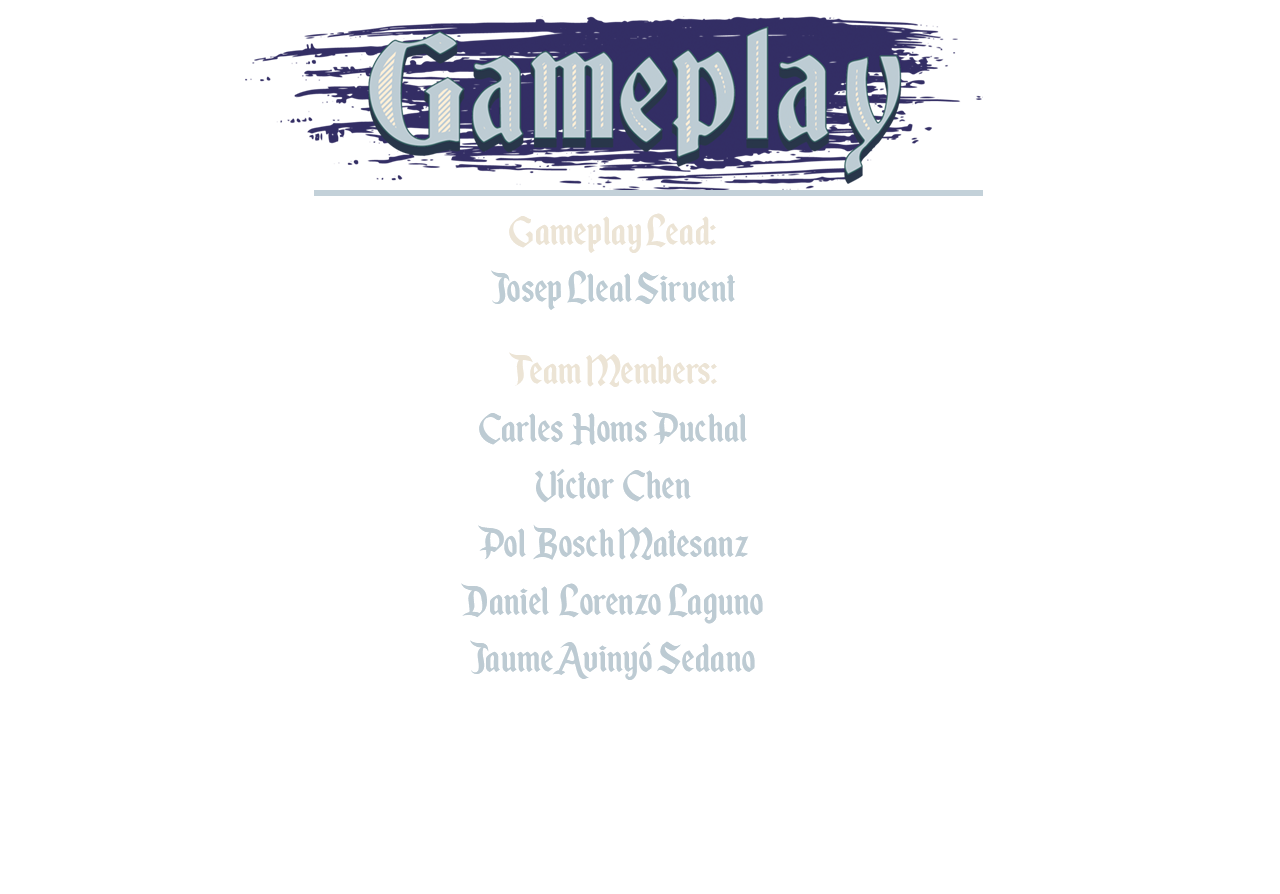 Gameplay
Gameplay Lead:
Josep Lleal Sirvent
Team Members:
Carles Homs Puchal
Víctor Chen
Pol Bosch Matesanz
Daniel Lorenzo Laguno
Jaume Avinyó Sedano